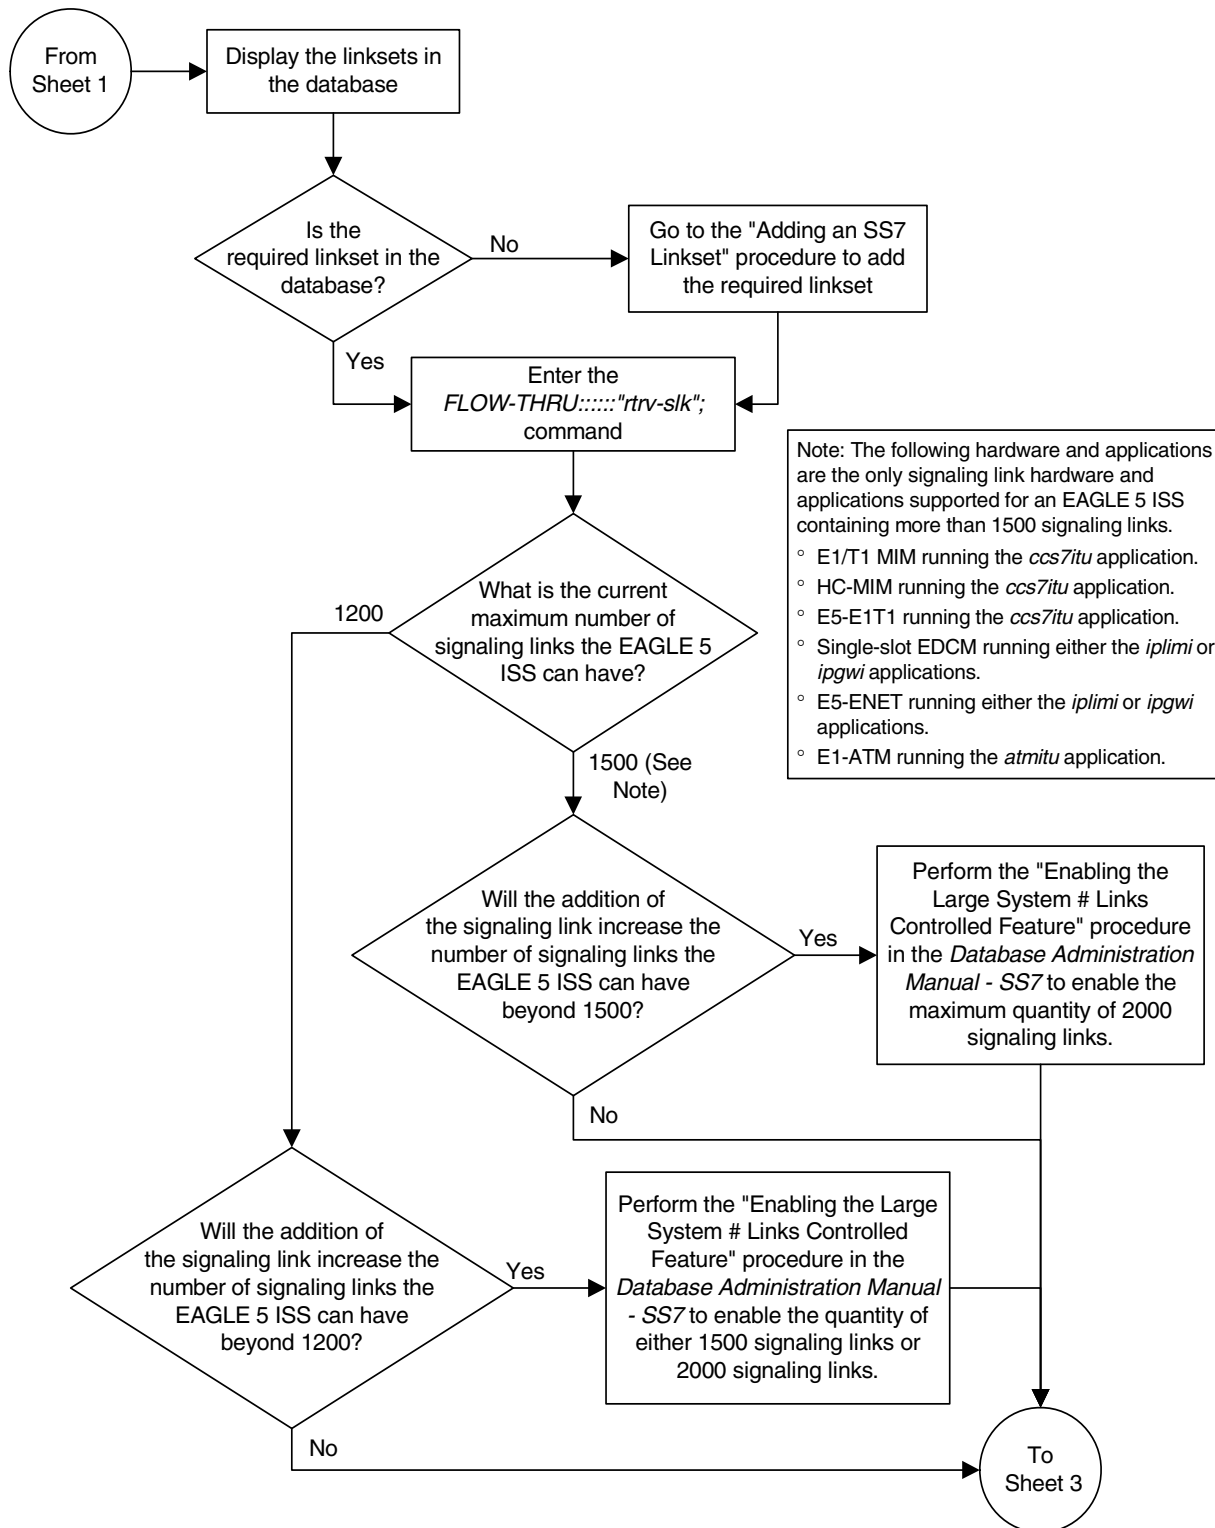 From
Sheet 1
Display the linksets in
the database
Is the
required linkset in the
database?
No
Go to the "Adding an SS7
Linkset" procedure to add
the required linkset
Yes
Enter the
FLOW-THRU::::::"rtrv-slk";
command
Note: The following hardware and applications
are the only signaling link hardware and
applications supported for an EAGLE 5 ISS
containing more than 1500 signaling links.
° E1/T1 MIM running the ccs7itu application.
° HC-MIM running the ccs7itu application.
° E5-E1T1 running the ccs7itu application.
° Single-slot EDCM running either the iplimi or
ipgwi applications.
° E5-ENET running either the iplimi or ipgwi
applications.
° E1-ATM running the atmitu application.
What is the current
maximum number of
signaling links the EAGLE 5
ISS can have?
1200
1500 (See
Note)
Will the addition of
the signaling link increase the
number of signaling links the
EAGLE 5 ISS can have
beyond 1500?
Yes
Perform the "Enabling the
Large System # Links
Controlled Feature" procedure
in the Database Administration
Manual - SS7 to enable the
maximum quantity of 2000
signaling links.
No
Will the addition of
the signaling link increase the
number of signaling links the
EAGLE 5 ISS can have
beyond 1200?
Yes
Perform the "Enabling the Large
System # Links Controlled
Feature" procedure in the
Database Administration Manual
- SS7 to enable the quantity of
either 1500 signaling links or
2000 signaling links.
No
To
Sheet 3